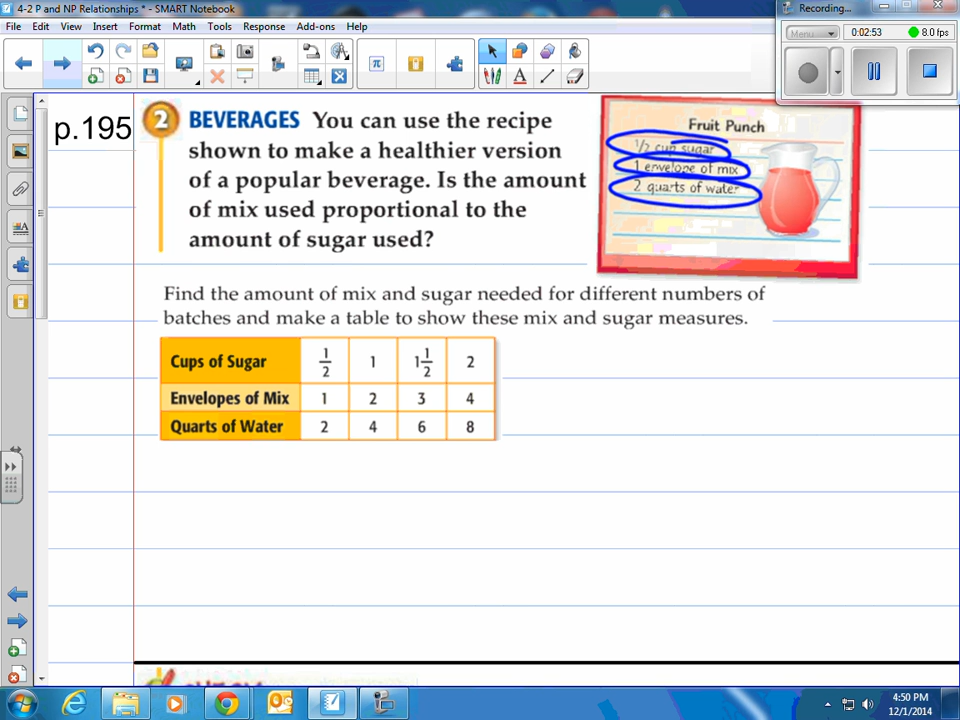 4-2 P and NP Relationships * - SMART Notebook
Recording...
File Edit View Insert Format Math Tools Response Add-ons Help
Menu
00:02:53
8.0 fps
p.195
2 BEVERAGES You can use the recipe
shown to make a healthier version
of a popular beverage. Is the amount
of mix used proportional to the
amount of sugar used?
Fruit Punch
1/2 cup sugar
1 envelope of mix
2 quarts of water
Find the amount of mix and sugar needed for different numbers of
batches and make a table to show these mix and sugar measures.
Cups of Sugar 1/2 1 1 1/2 2
Envelopes of Mix 1 2 3 4
Quarts of Water 2 4 6 8
4:50 PM
12/1/2014